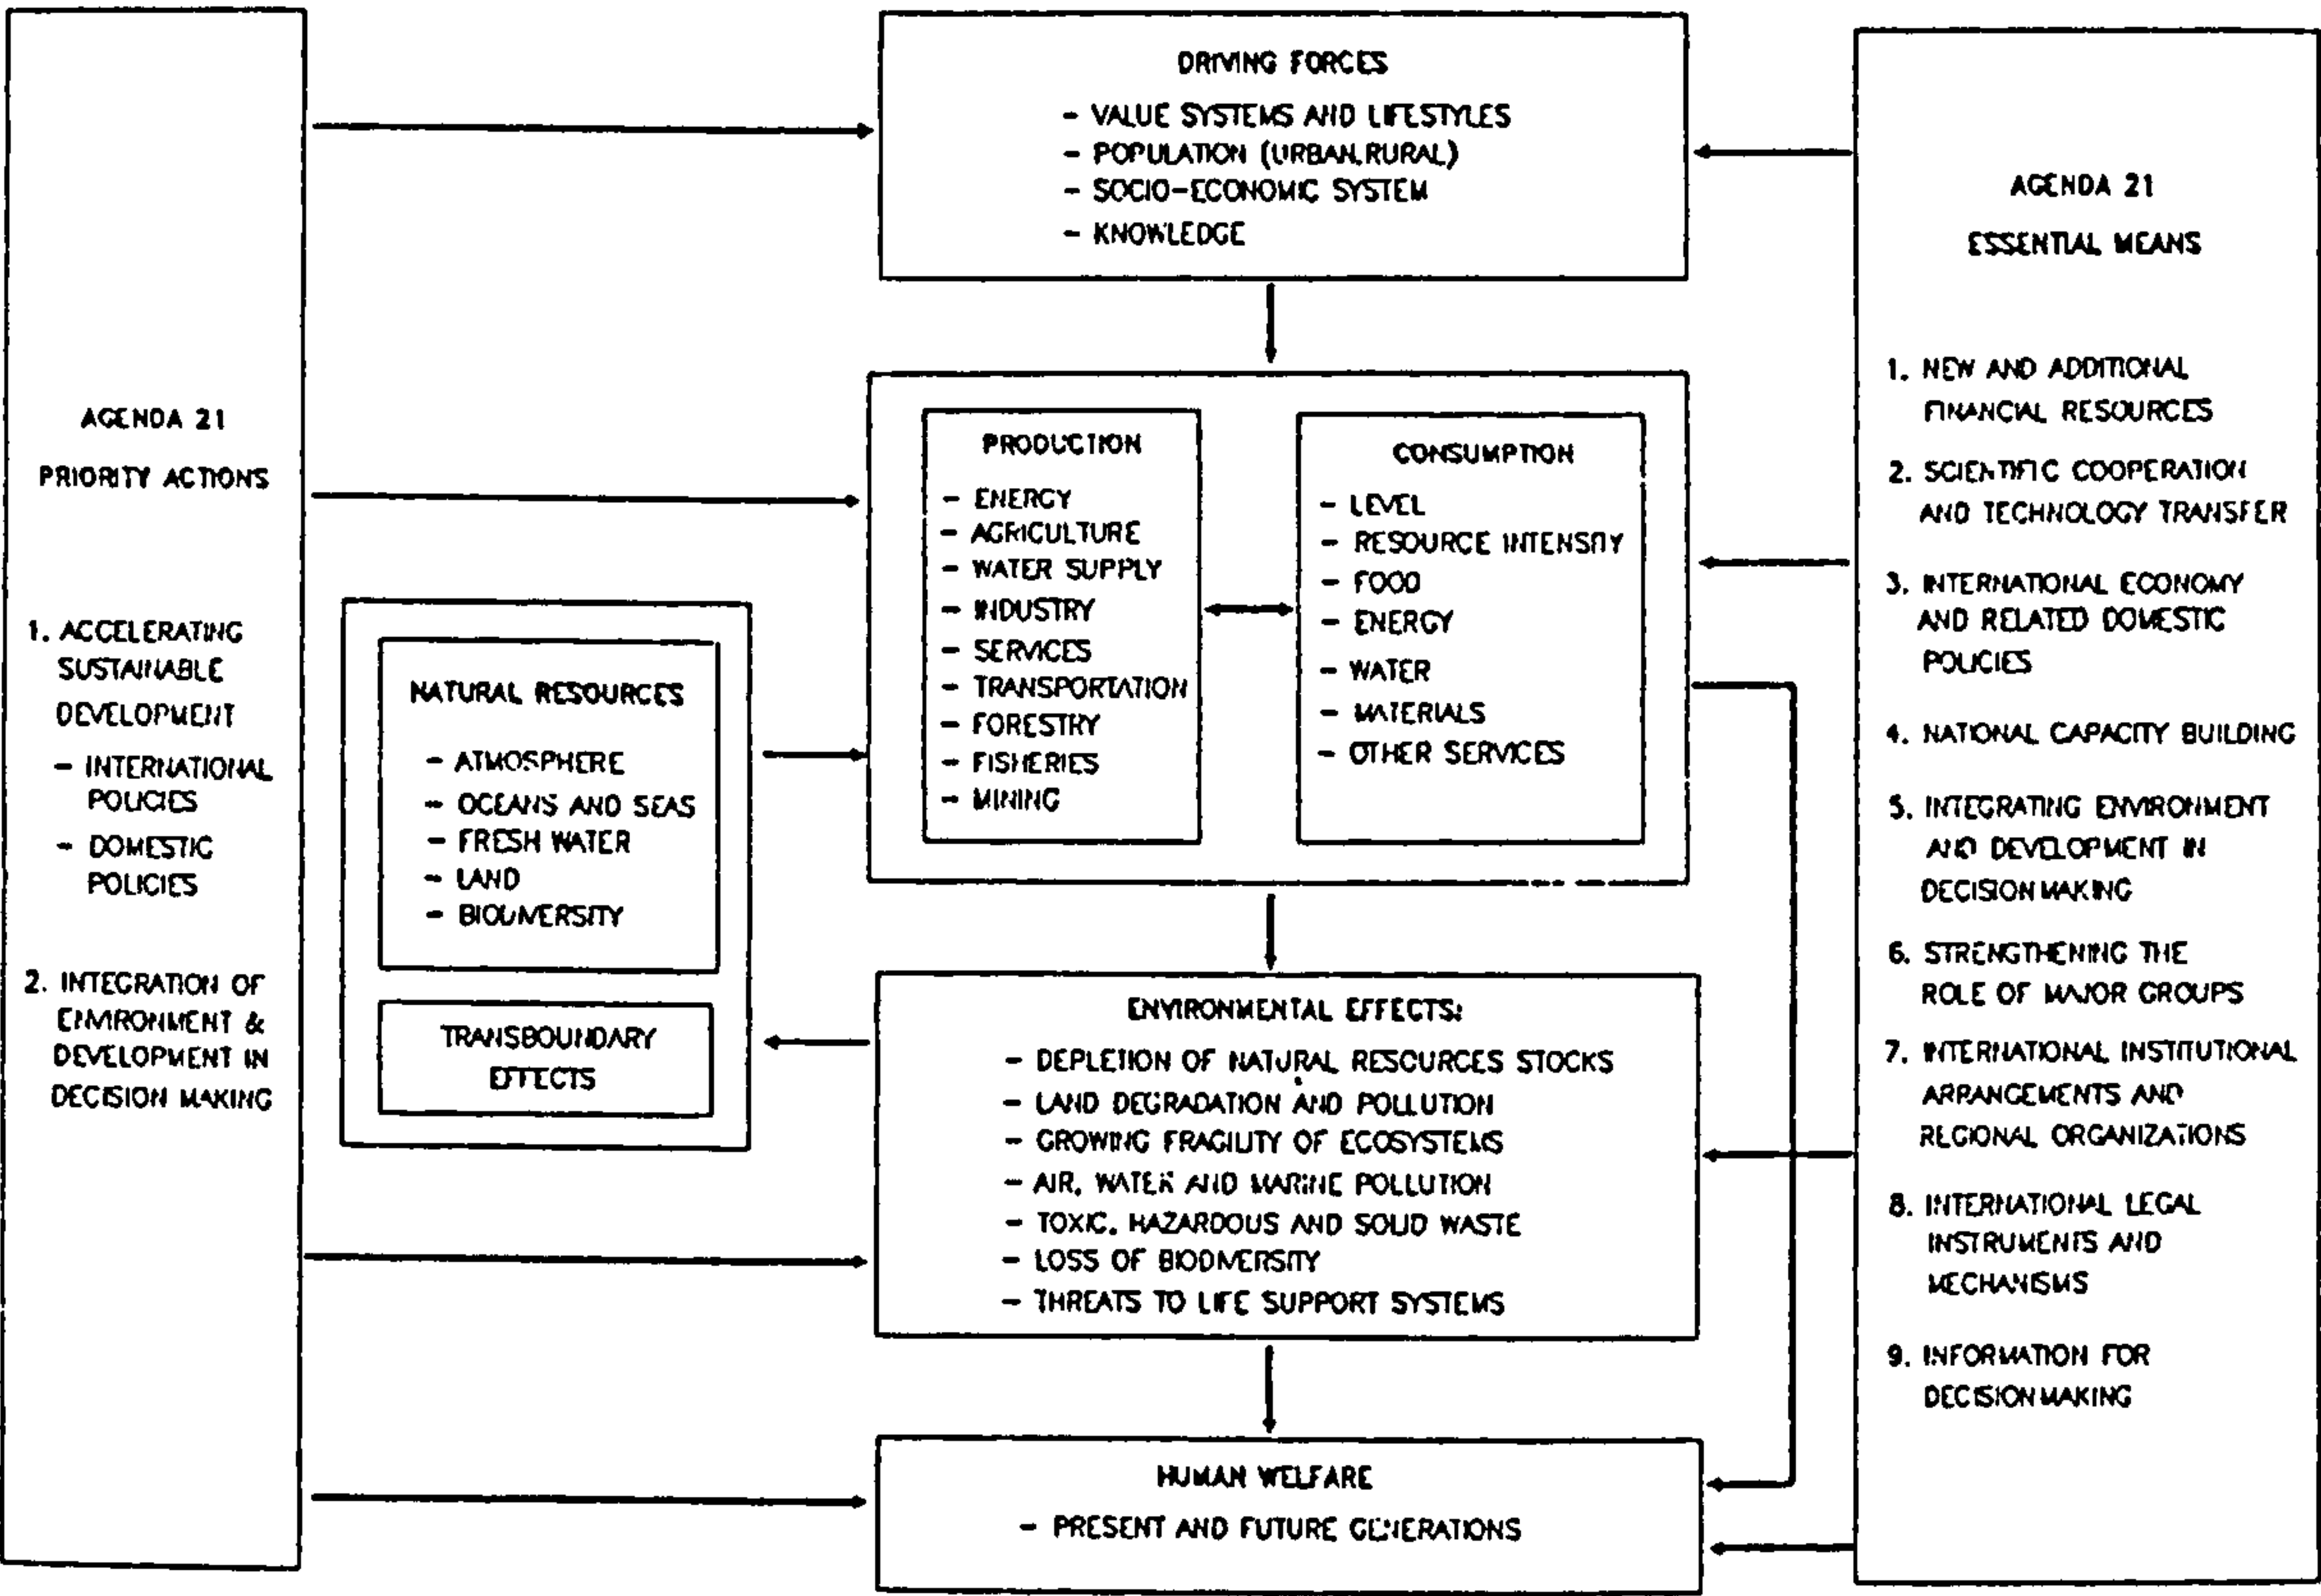 AGENDA 21
PRIORITY ACTIONS
1. ACCELERATING
SUSTAINABLE
DEVELOPMENT
- INTERNATIONAL
POLICIES
- DOMESTIC
POLICIES
2. INTEGRATION OF
ENVIRONMENT &
DEVELOPMENT IN
DECISION MAKING
DRIVING FORCES
- VALUE SYSTEMS AND LIFESTYLES
- POPULATION (URBAN,RURAL)
- SOCIO-ECONOMIC SYSTEM
- KNOWLEDGE
PRODUCTION
- ENERGY
- AGRICULTURE
- WATER SUPPLY
- INDUSTRY
- SERVICES
- TRANSPORTATION
- FORESTRY
- FISHERIES
- MINING
CONSUMPTION
- LEVEL
- RESOURCE INTENSITY
- FOOD
- ENERGY
- WATER
- MATERIALS
- OTHER SERVICES
NATURAL RESOURCES
- ATMOSPHERE
- OCEANS AND SEAS
- FRESH WATER
- LAND
- BIODIVERSITY
TRANSBOUNDARY
EFFECTS
ENVIRONMENTAL EFFECTS:
- DEPLETION OF NATURAL RESOURCES STOCKS
- LAND DEGRADATION AND POLLUTION
- GROWING FRAGILITY OF ECOSYSTEMS
- AIR, WATER AND MARINE POLLUTION
- TOXIC, HAZARDOUS AND SOLID WASTE
- LOSS OF BIODIVERSITY
- THREATS TO LIFE SUPPORT SYSTEMS
HUMAN WELFARE
- PRESENT AND FUTURE GENERATIONS
AGENDA 21
ESSENTIAL MEANS
1. NEW AND ADDITIONAL
FINANCIAL RESOURCES
2. SCIENTIFIC COOPERATION
AND TECHNOLOGY TRANSFER
3. INTERNATIONAL ECONOMY
AND RELATED DOMESTIC
POLICIES
4. NATIONAL CAPACITY BUILDING
5. INTEGRATING ENVIRONMENT
AND DEVELOPMENT IN
DECISION MAKING
6. STRENGTHENING THE
ROLE OF MAJOR GROUPS
7. INTERNATIONAL INSTITUTIONAL
ARRANGEMENTS AND
REGIONAL ORGANIZATIONS
8. INTERNATIONAL LEGAL
INSTRUMENTS AND
MECHANISMS
9. INFORMATION FOR
DECISION MAKING